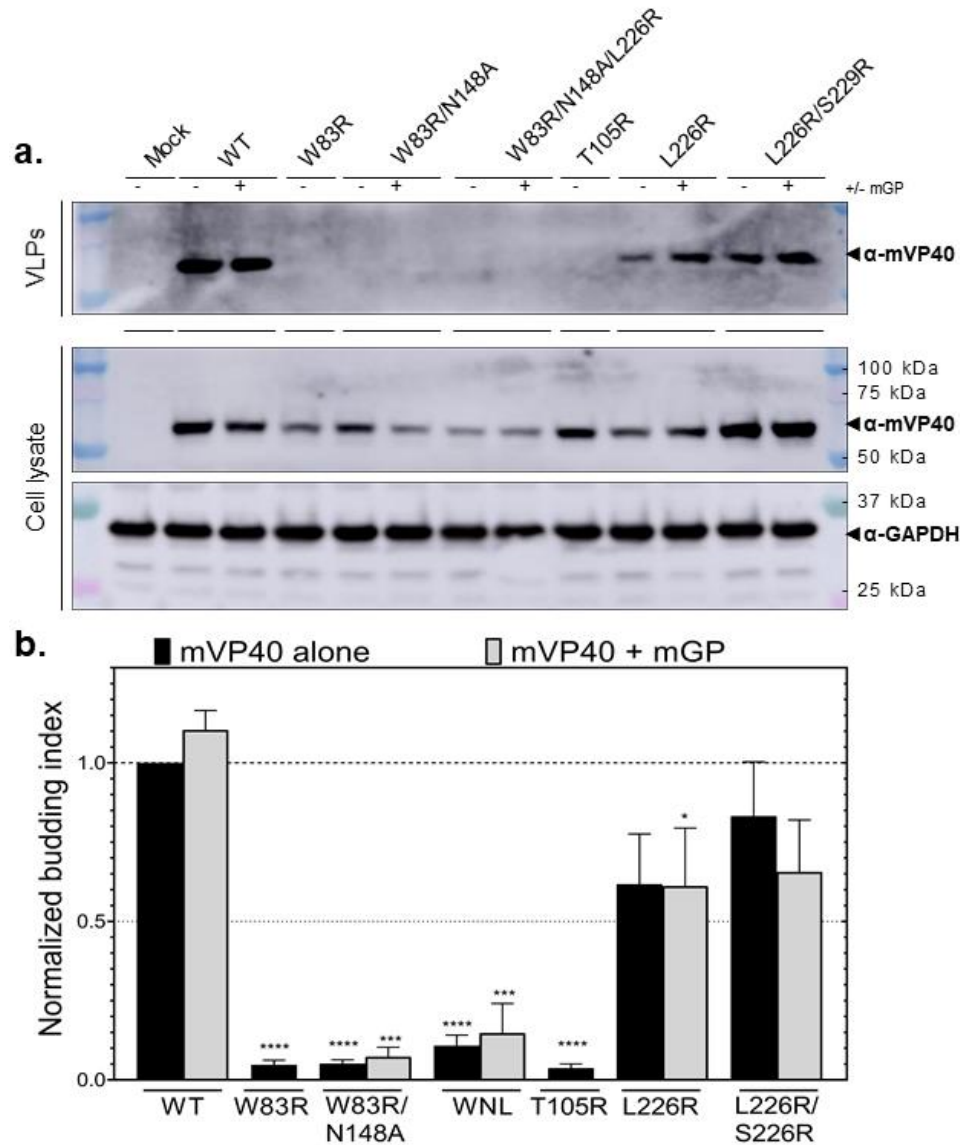 a.
Mock WT W83R W83R/N148A W83R/N148A/L226R T105R L226R L226R/S229R
- - + - - + - + - - + - + +/- mGP
VLPs
α-mVP40
Cell lysate
100 kDa
75 kDa
α-mVP40
50 kDa
37 kDa
α-GAPDH
25 kDa
b.
mVP40 alone mVP40 + mGP
Normalized budding index
1.0
0.5
0.0
**** **** *** **** *** **** *
WT W83R W83R/ WNL T105R L226R L226R/
N148A S226R